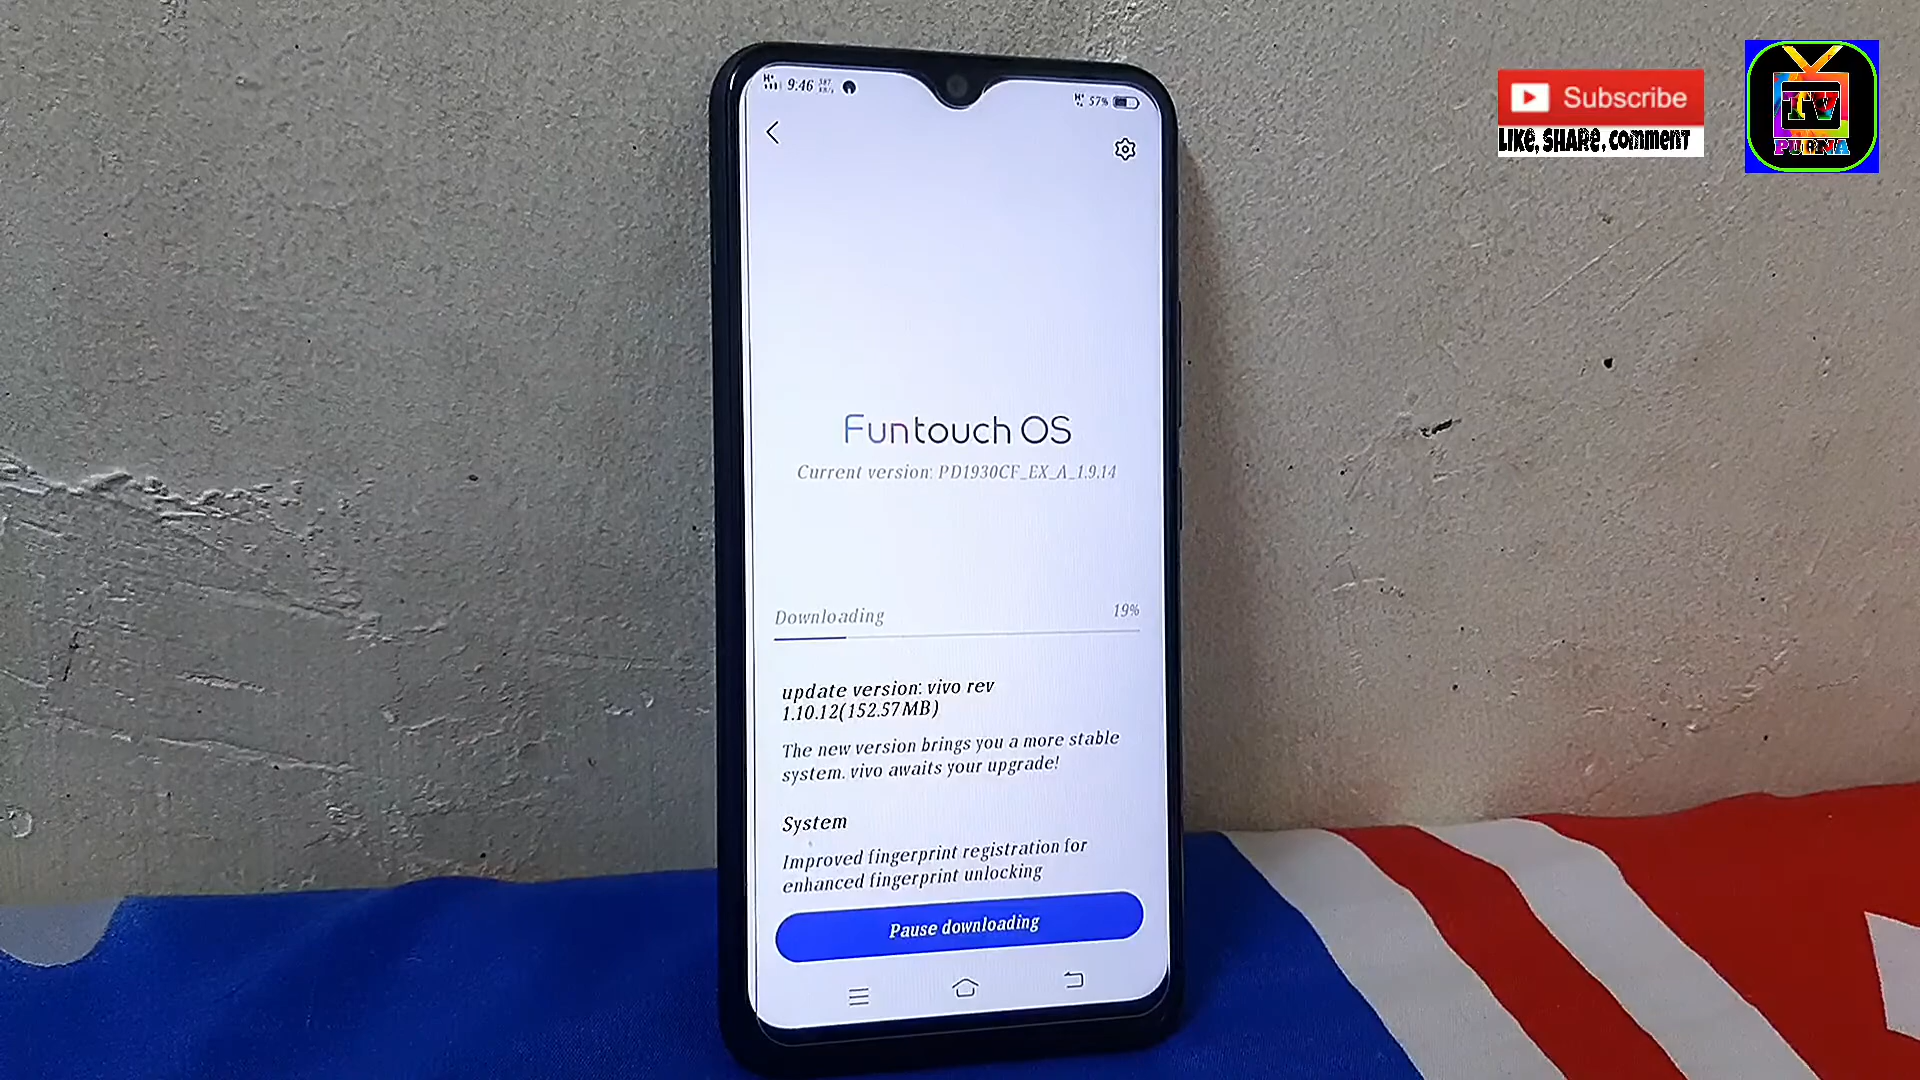 H+ 9.46 387 KB/s
H+ 57%
Subscribe
LIKE, SHARE, comment
TV
PURNA
Funtouch OS
Current version: PD1930CF_EX_A_1.9.14
Downloading 19%
update version: vivo rev
1.10.12(152.57MB)
The new version brings you a more stable
system. vivo awaits your upgrade!
System
Improved fingerprint registration for
enhanced fingerprint unlocking
Pause downloading